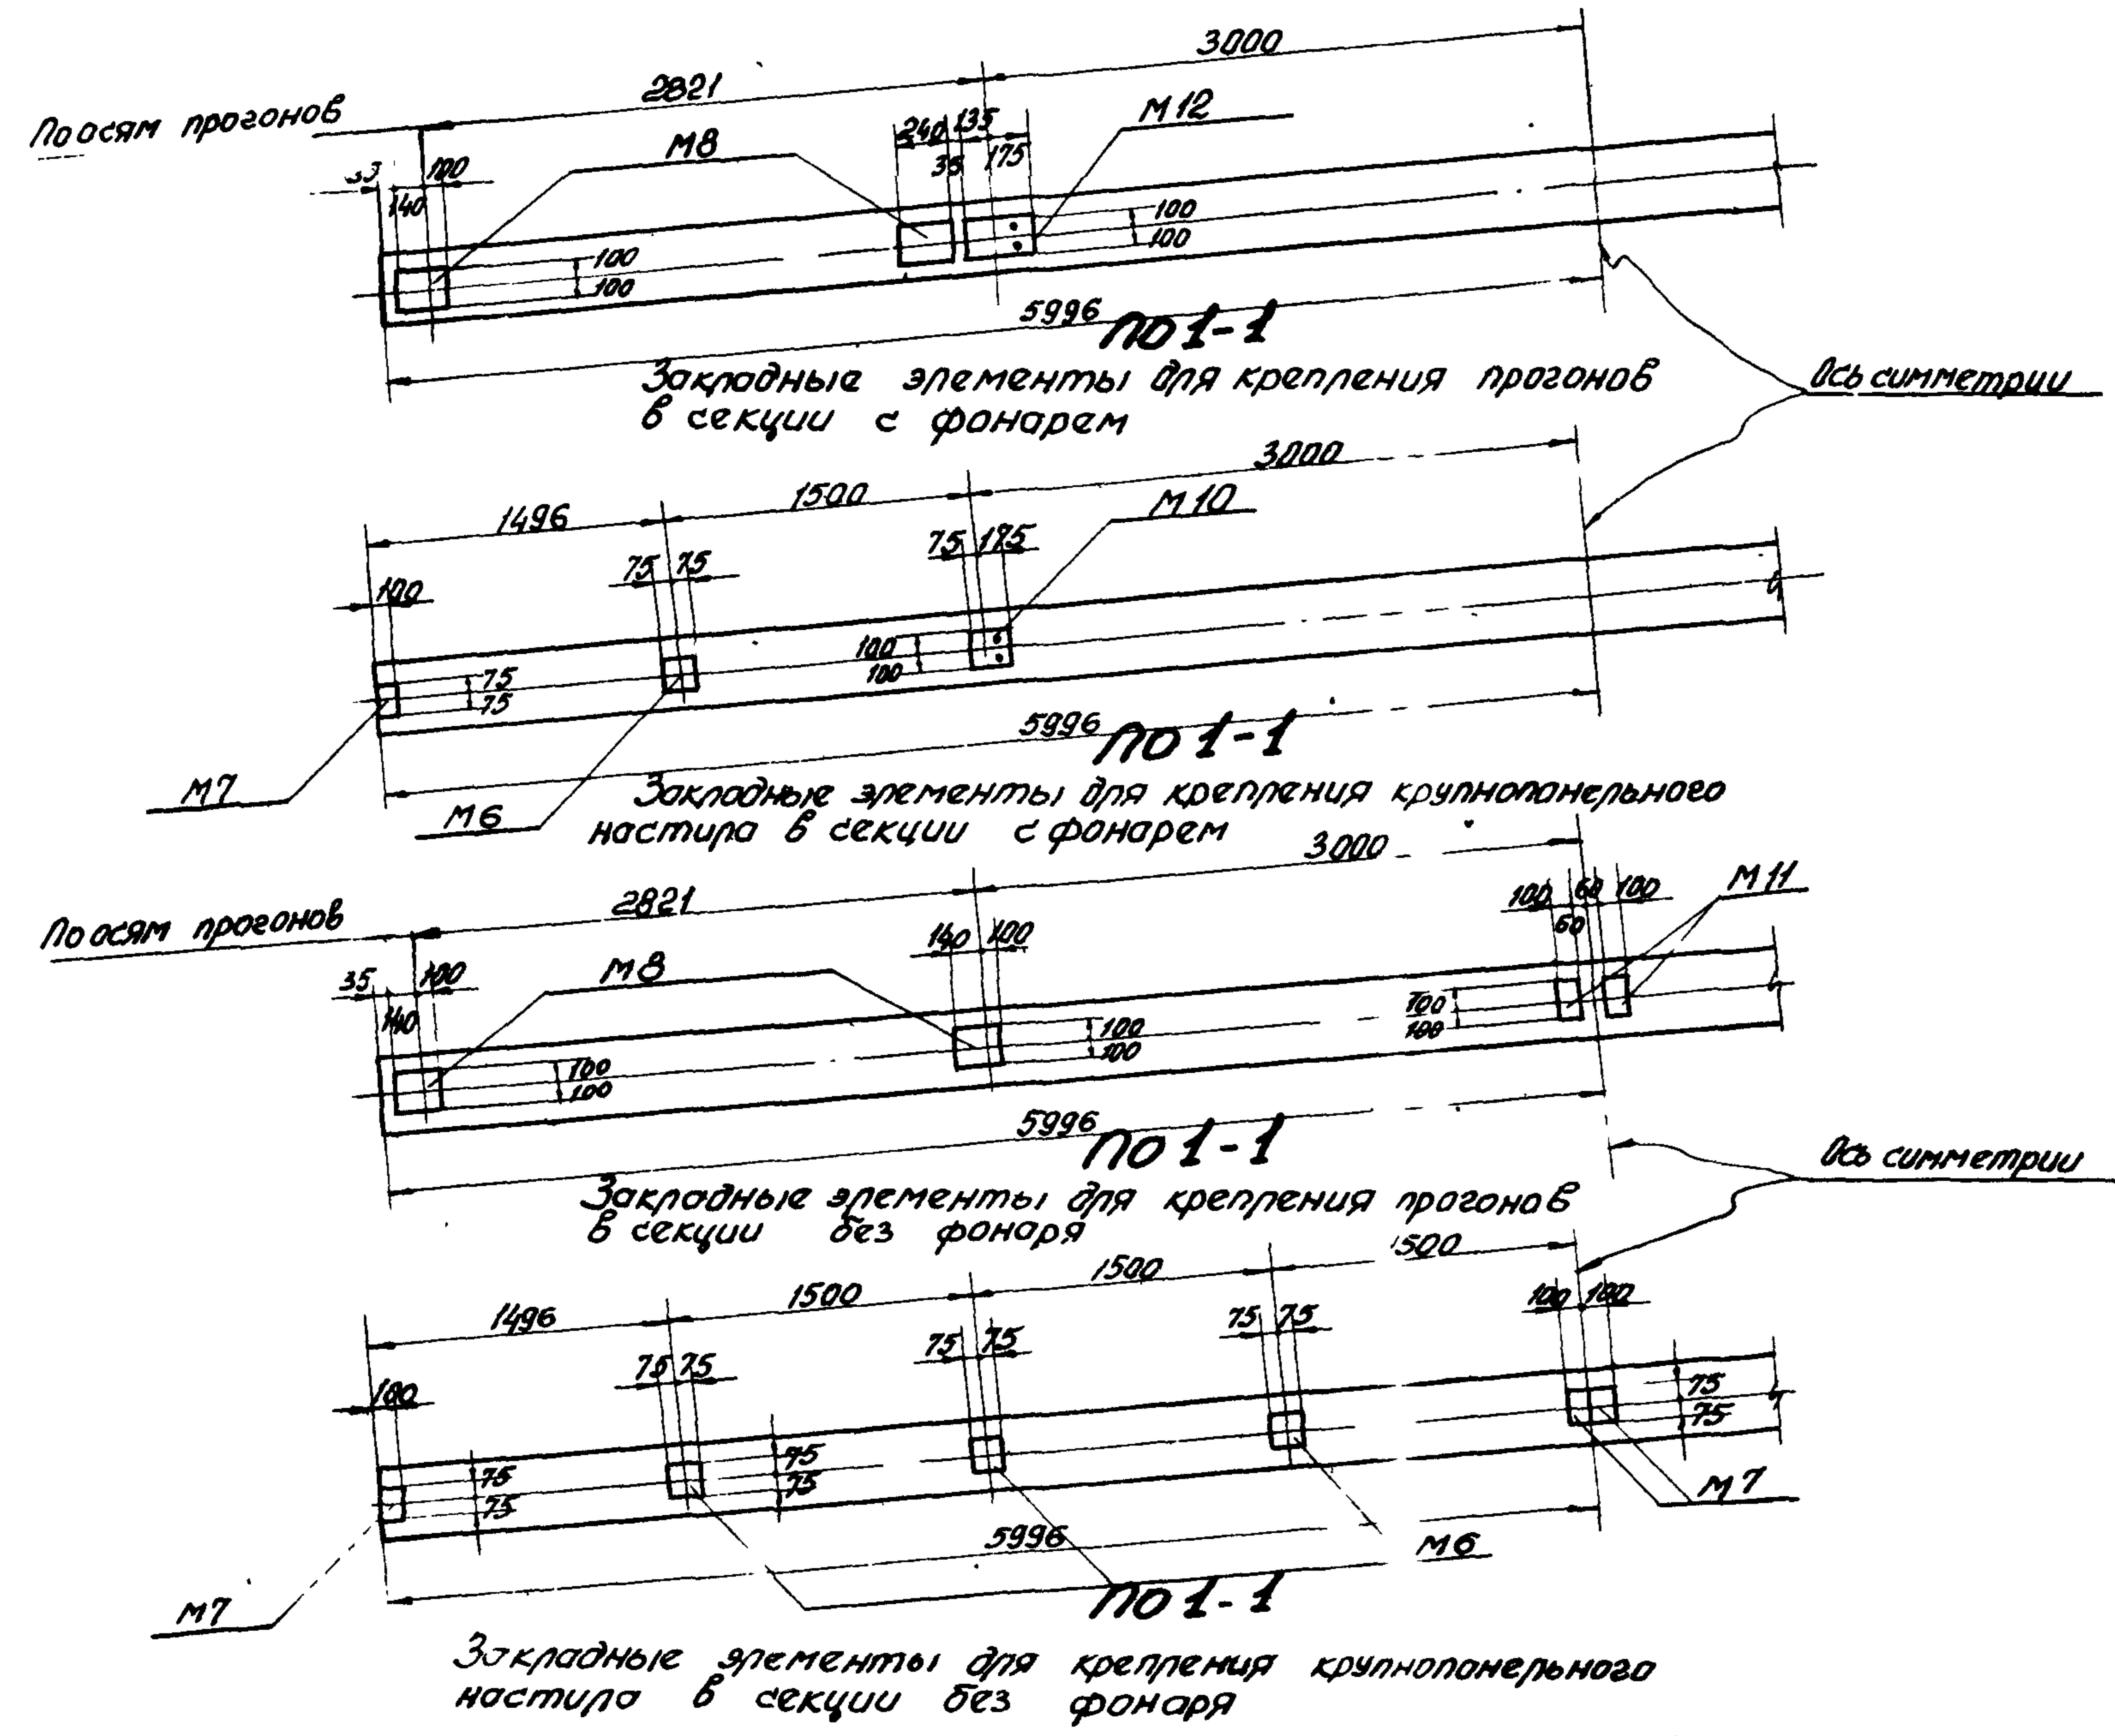 3000
2821
По осям прогонов
М12
240 135
35 175
М8
100
140
100
100
100
100
5996
По 1-1
Закладные элементы для крепления прогонов
в секции с фонарем
Ось симметрии
3000
1500
М10
1496
75 175
75 75
100
100
100
75
75
5996
По 1-1
М7
М6
Закладные элементы для крепления крупнопанельного
настила в секции с фонарем
3000
2821
100 60 100
60
М11
По осям прогонов
140 100
М8
35 100
140
100
100
100
100
100
100
5996
По 1-1
Ось симметрии
Закладные элементы для крепления прогонов
в секции без фонаря
1500
1500
1496
500
100 100
75 75
75 75
75 75
100
75
75
75
75
75
75
М7
5996
М6
По 1-1
М7
Закладные элементы для крепления крупнопанельного
настила в секции без фонаря